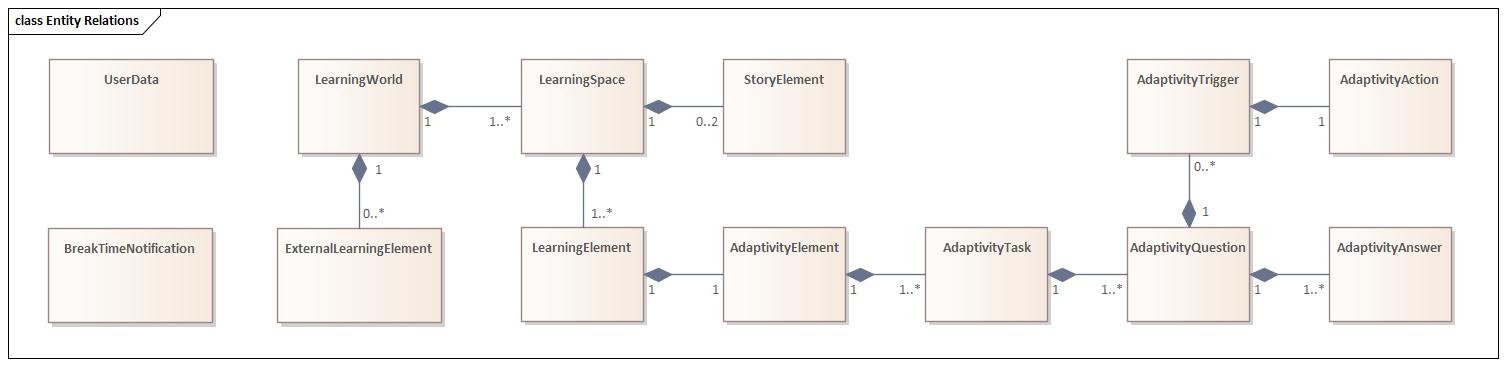 class Entity Relations
UserData
LearningWorld
LearningSpace
StoryElement
AdaptivityTrigger
AdaptivityAction
1
1..*
1
0..2
1
1
1
0..*
1
1..*
0..*
1
BreakTimeNotification
ExternalLearningElement
LearningElement
AdaptivityElement
AdaptivityTask
AdaptivityQuestion
AdaptivityAnswer
1
1
1
1..*
1
1..*
1
1..*